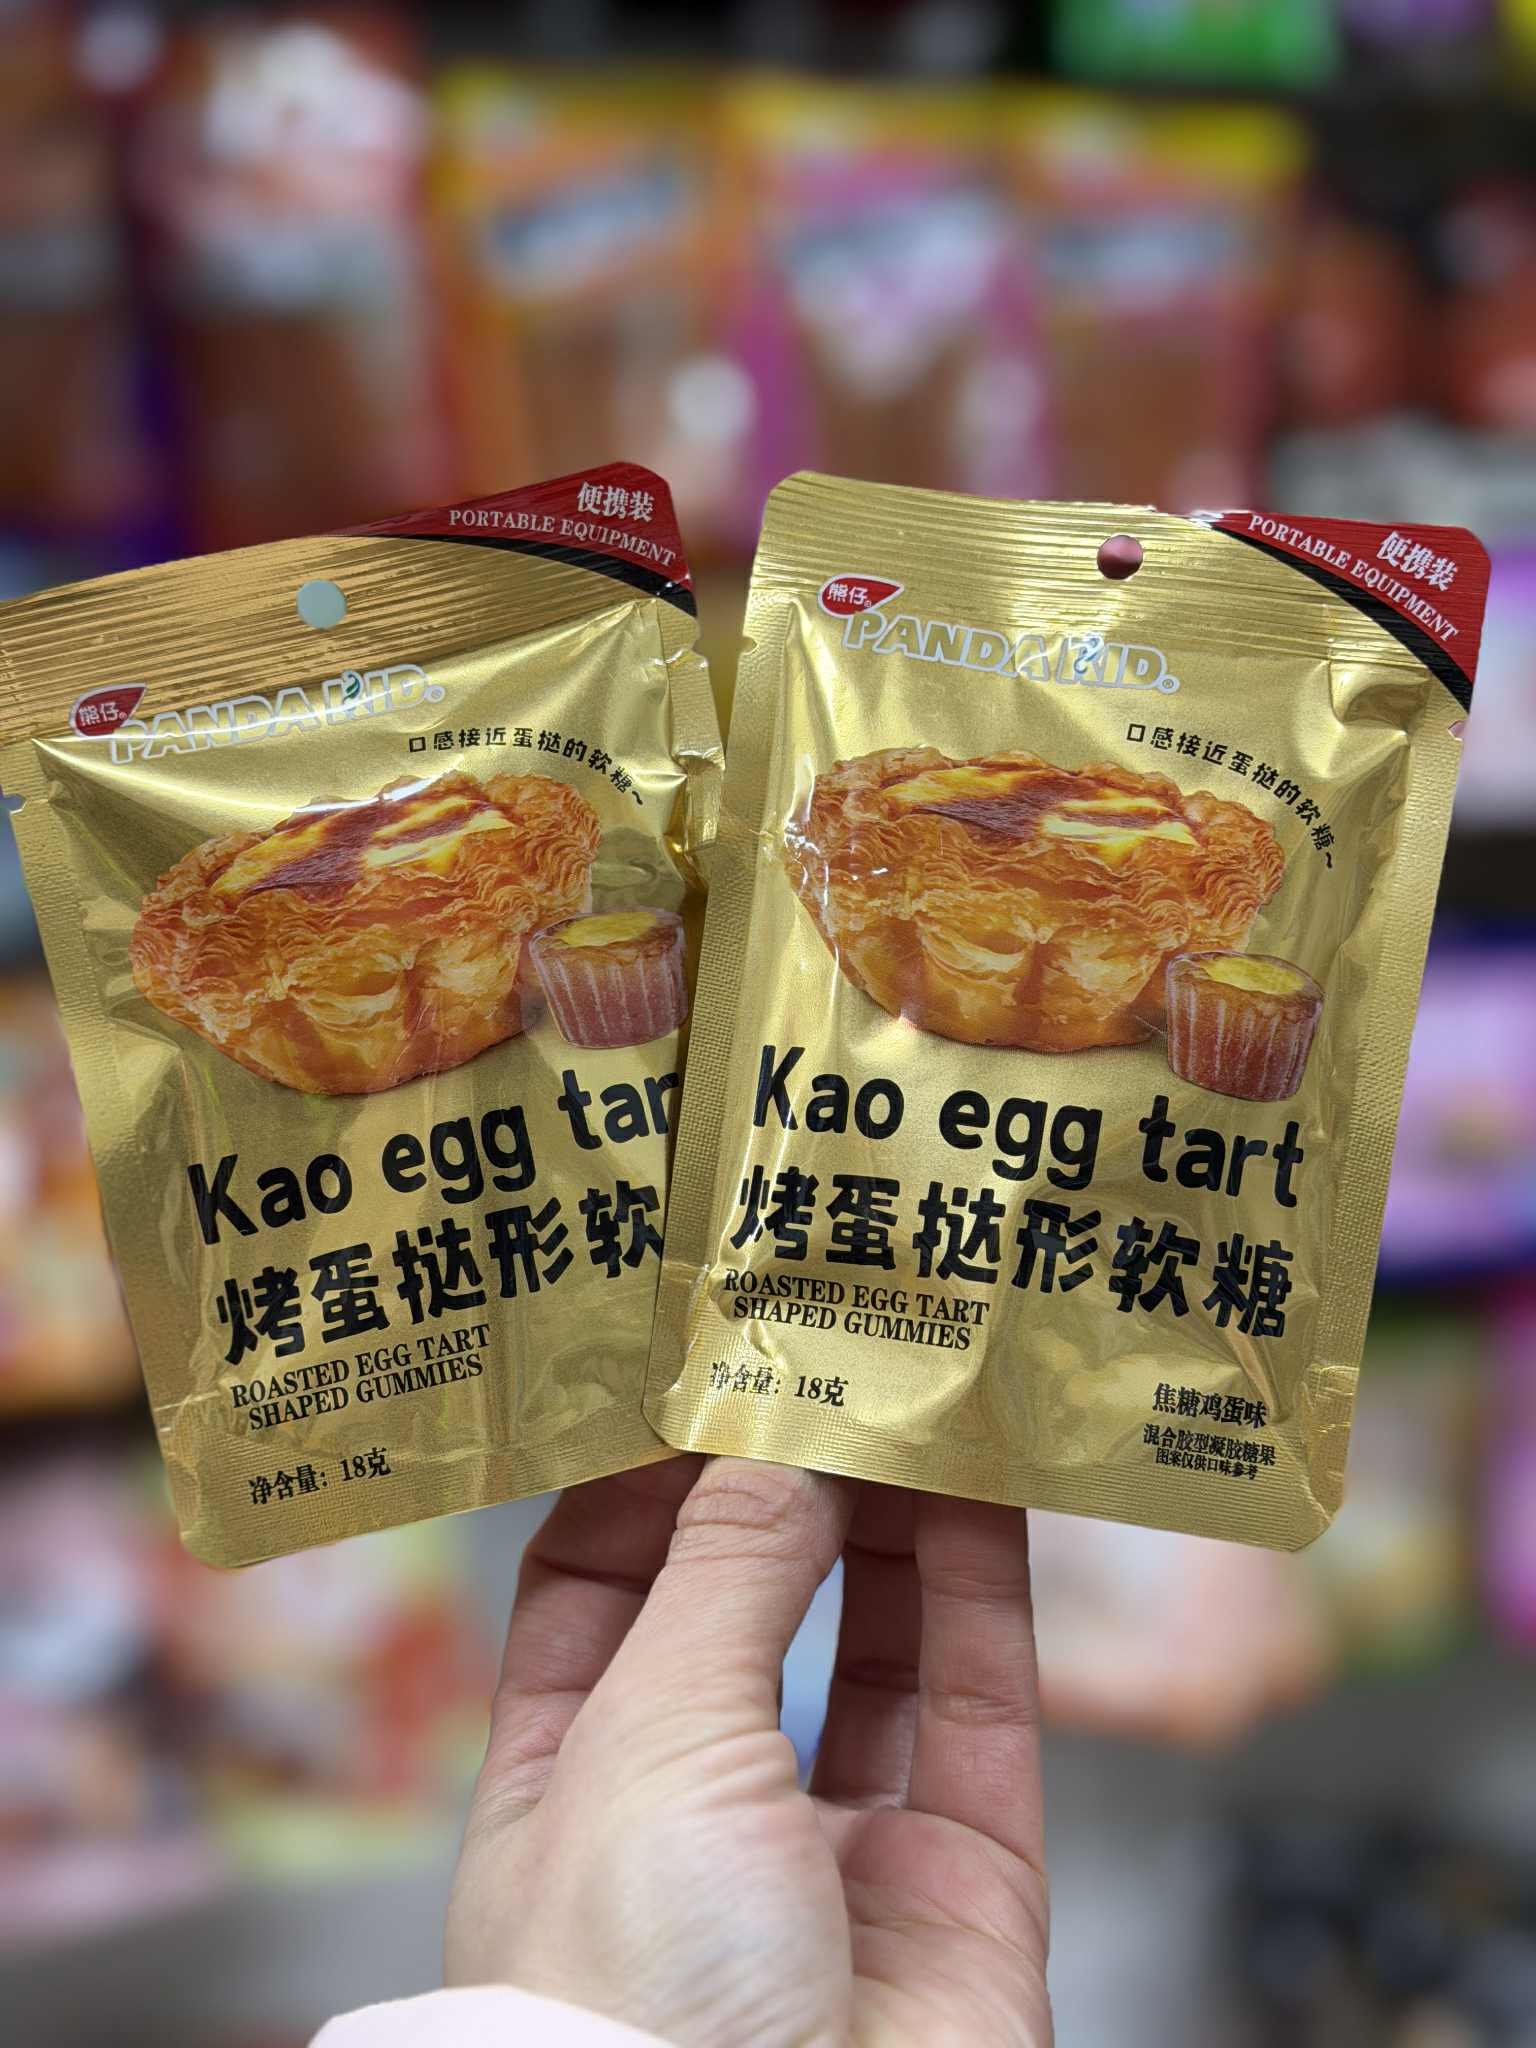 便携装
PORTABLE EQUIPMENT
熊仔®
PANDA KID®
口感接近蛋挞的软糖~
Kao egg tar
烤蛋挞形软
ROASTED EGG TART
SHAPED GUMMIES
净含量：18克
PORTABLE EQUIPMENT
便携装
熊仔®
PANDA KID®
口感接近蛋挞的软糖~
Kao egg tart
烤蛋挞形软糖
ROASTED EGG TART
SHAPED GUMMIES
净含量：18克
焦糖鸡蛋味
混合胶型凝胶糖果
图案仅供口味参考